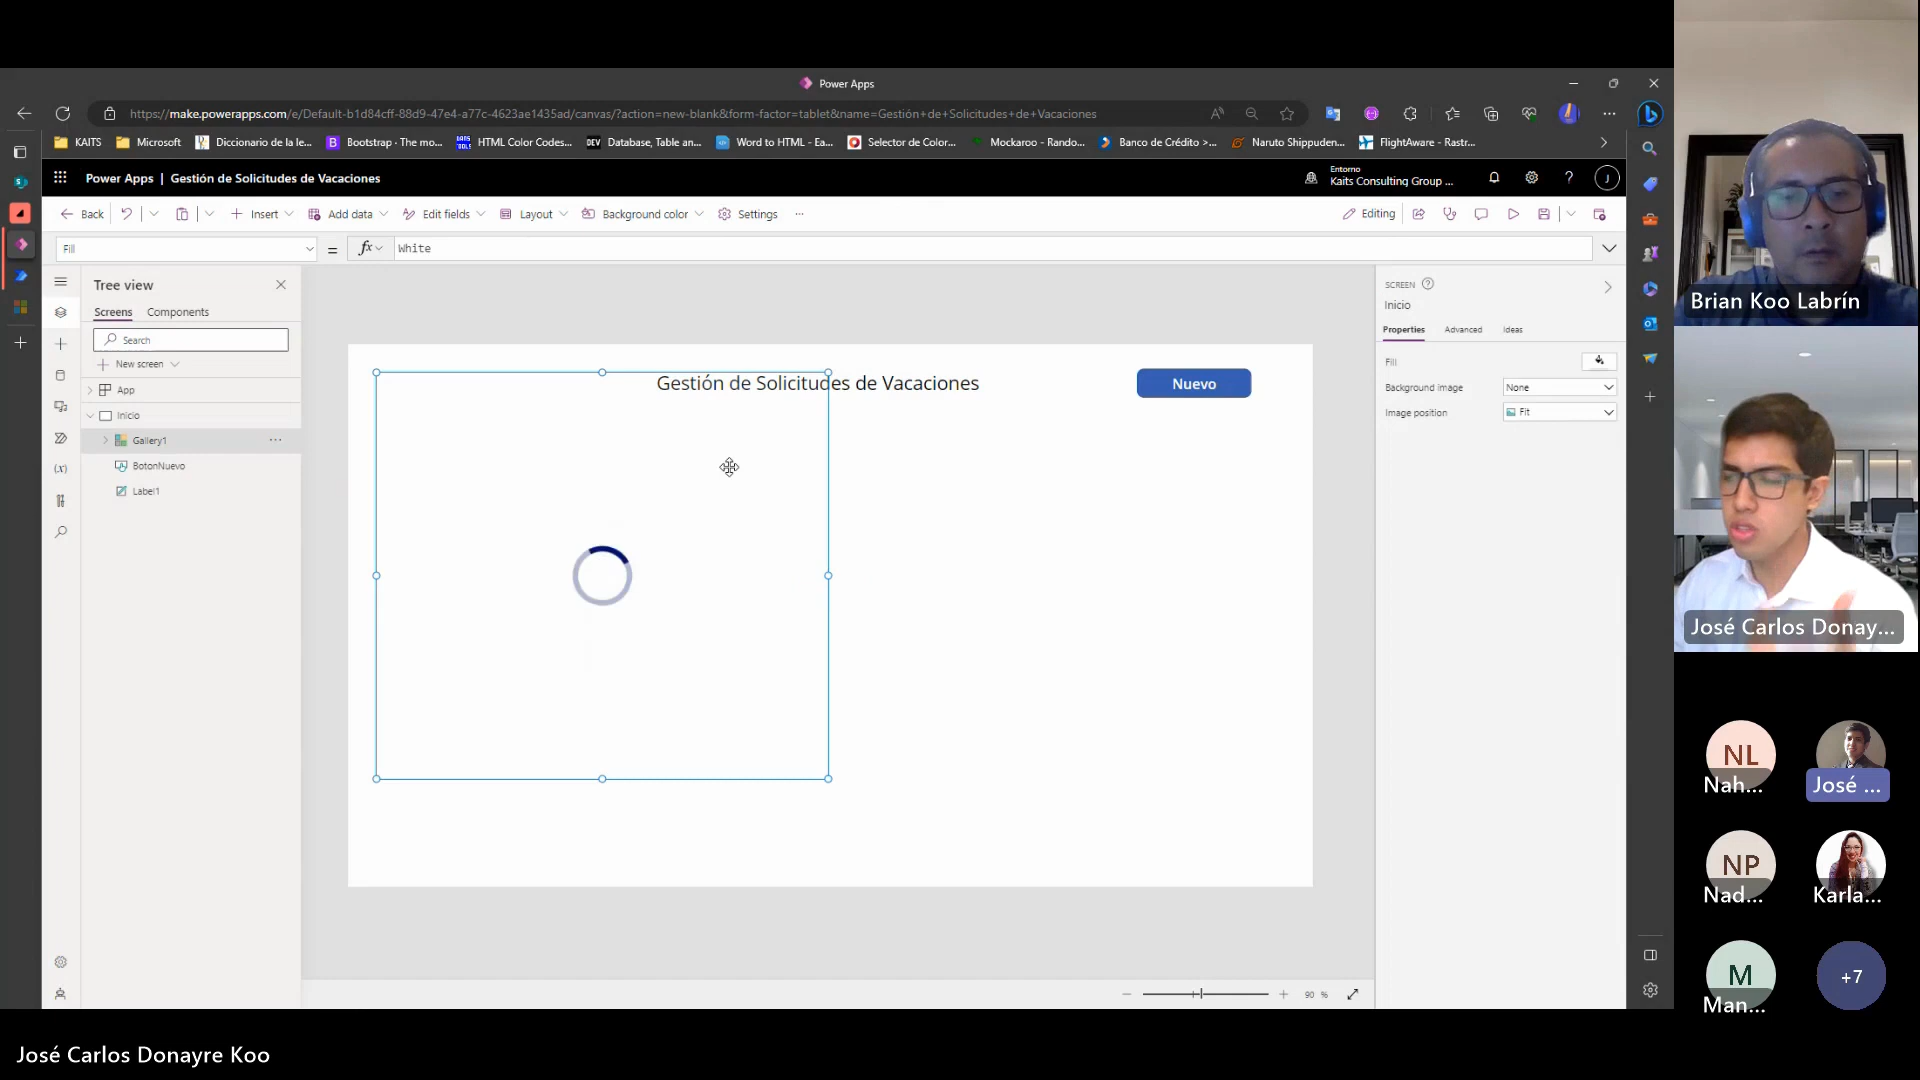 Power Apps
https://make.powerapps.com/e/Default-b1d84cff-88d9-47e4-a77c-4623ae1435ad/canvas/?action=new-blank&form-factor=tablet&name=Gestión+de+Solicitudes+de+Vacaciones
KAITS
Microsoft
Diccionario de la le...
Bootstrap - The mo...
HTML Color Codes...
DEV
Database, Table an...
Word to HTML - Ea...
Selector de Color...
Mockaroo - Rando...
Banco de Crédito >...
Naruto Shippuden...
FlightAware - Rastr...
Power Apps | Gestión de Solicitudes de Vacaciones
Entorno
Kaits Consulting Group ...
J
Back
Insert
Add data
Edit fields
Layout
Background color
Settings
...
Editing
Fill
=
fx
White
Tree view
Screens
Components
Search
New screen
App
Inicio
Gallery1
...
BotonNuevo
Label1
Gestión de Solicitudes de Vacaciones
Nuevo
SCREEN
Inicio
Properties
Advanced
Ideas
Fill
Background image
None
Image position
Fit
90 %
Brian Koo Labrín
José Carlos Donay...
NL
Nah...
José ...
NP
Nad...
Karla...
M
Man...
+7
José Carlos Donayre Koo